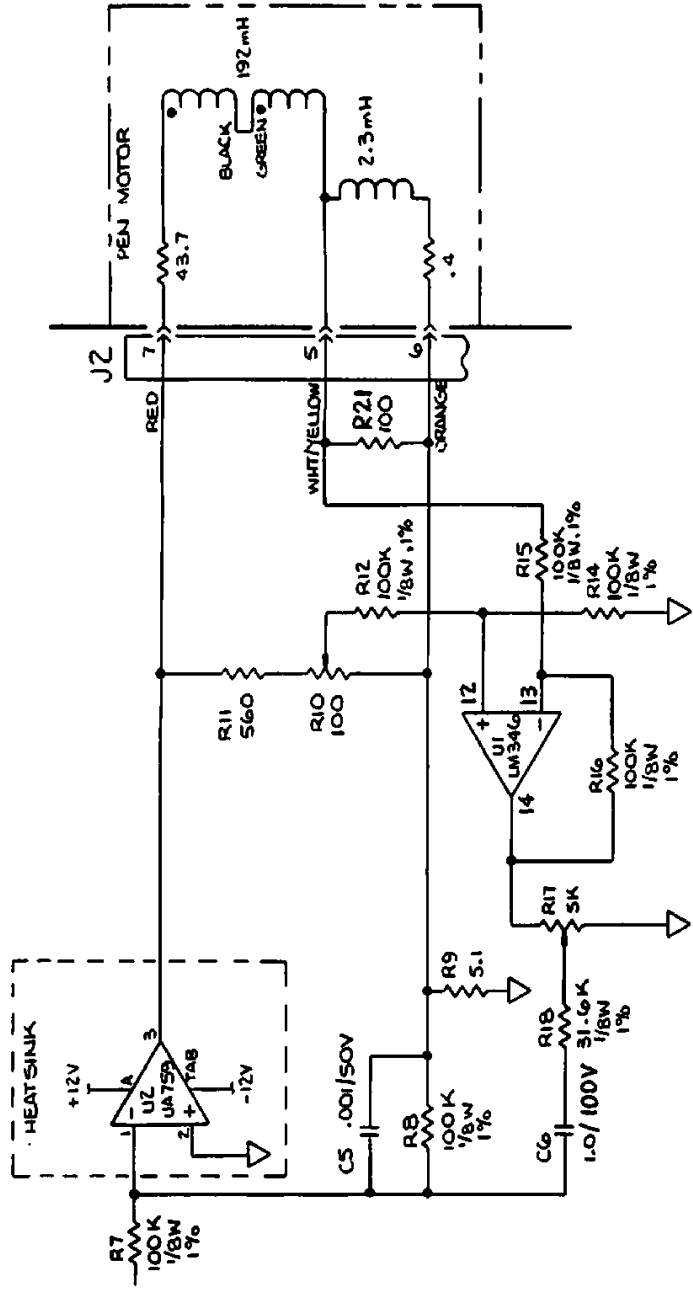 PEN MOTOR
192mH
BLACK
GREEN
2.3mH
43.7
.4
J2
7
5
6
RED
WHT/YELLOW
ORANGE
R21
100
R12
100K
1/8W .1%
R15
100K
1/8W .1%
R14
100K
1/8W
1%
R11
560
R10
100
12
13
+
-
U1
LM346
14
R16
100K
1/8W
1%
R17
5K
HEATSINK
+12V
A
3
U2
UA759
TAB
-12V
1
-
2
+
R9
5.1
R18
31.6K
1/8W
1%
C5 .001/50V
R8
100K
1/8W
1%
C6
1.0/100V
R7
100K
1/8W
1%